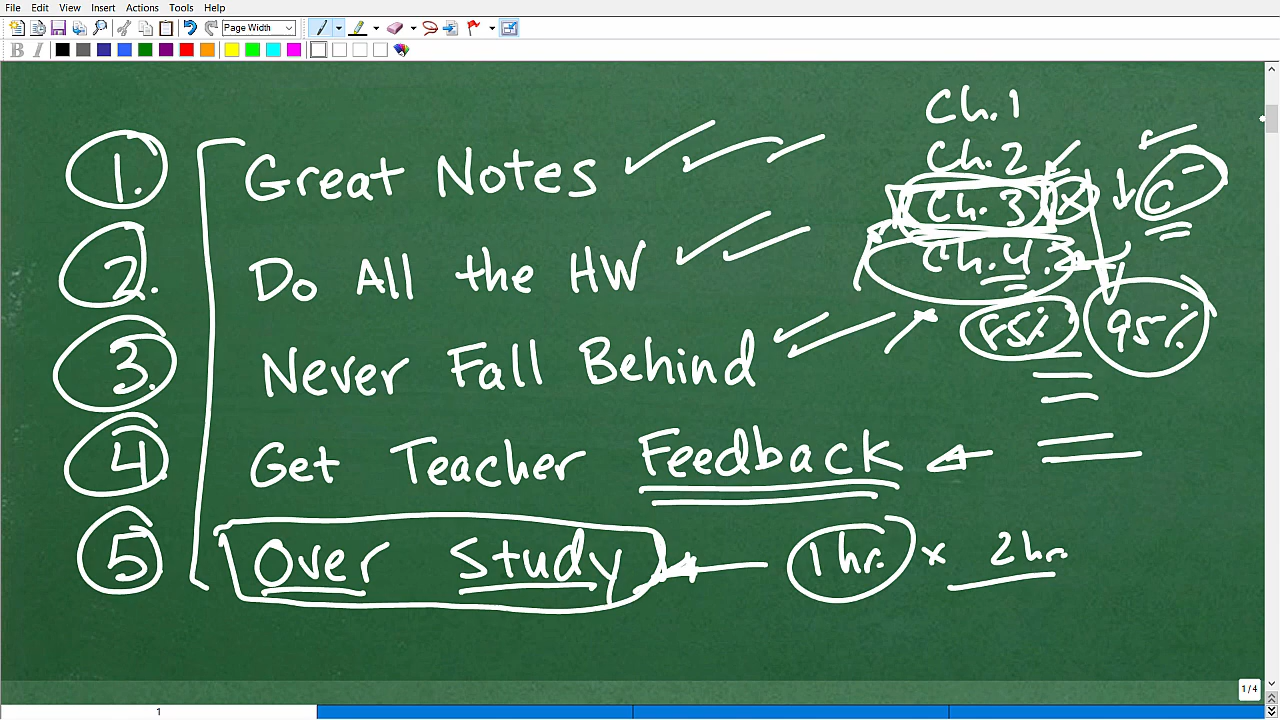 File Edit View Insert Actions Tools Help
Page Width
B I
Ch. 1
Ch. 2
Ch. 3 x C-
Ch. 4
85% 95%
1. Great Notes
2. Do All the HW
3. Never Fall Behind
4. Get Teacher Feedback
5. Over Study 1 hr. x 2 hr.
1/4
1